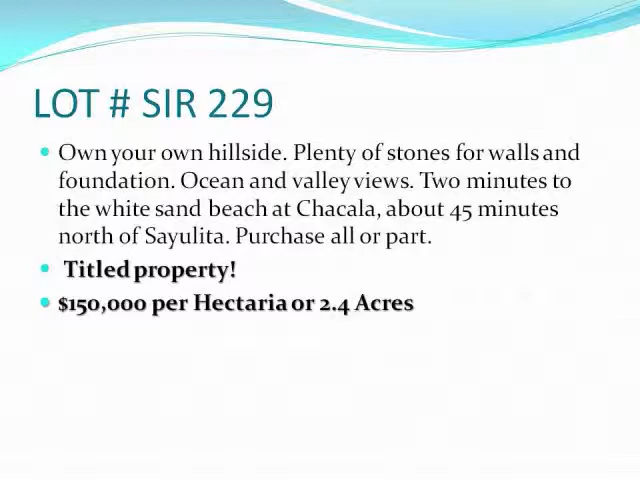 LOT # SIR 229
Own your own hillside. Plenty of stones for walls and
foundation. Ocean and valley views. Two minutes to
the white sand beach at Chacala, about 45 minutes
north of Sayulita. Purchase all or part.
Titled property!
$150,000 per Hectaria or 2.4 Acres